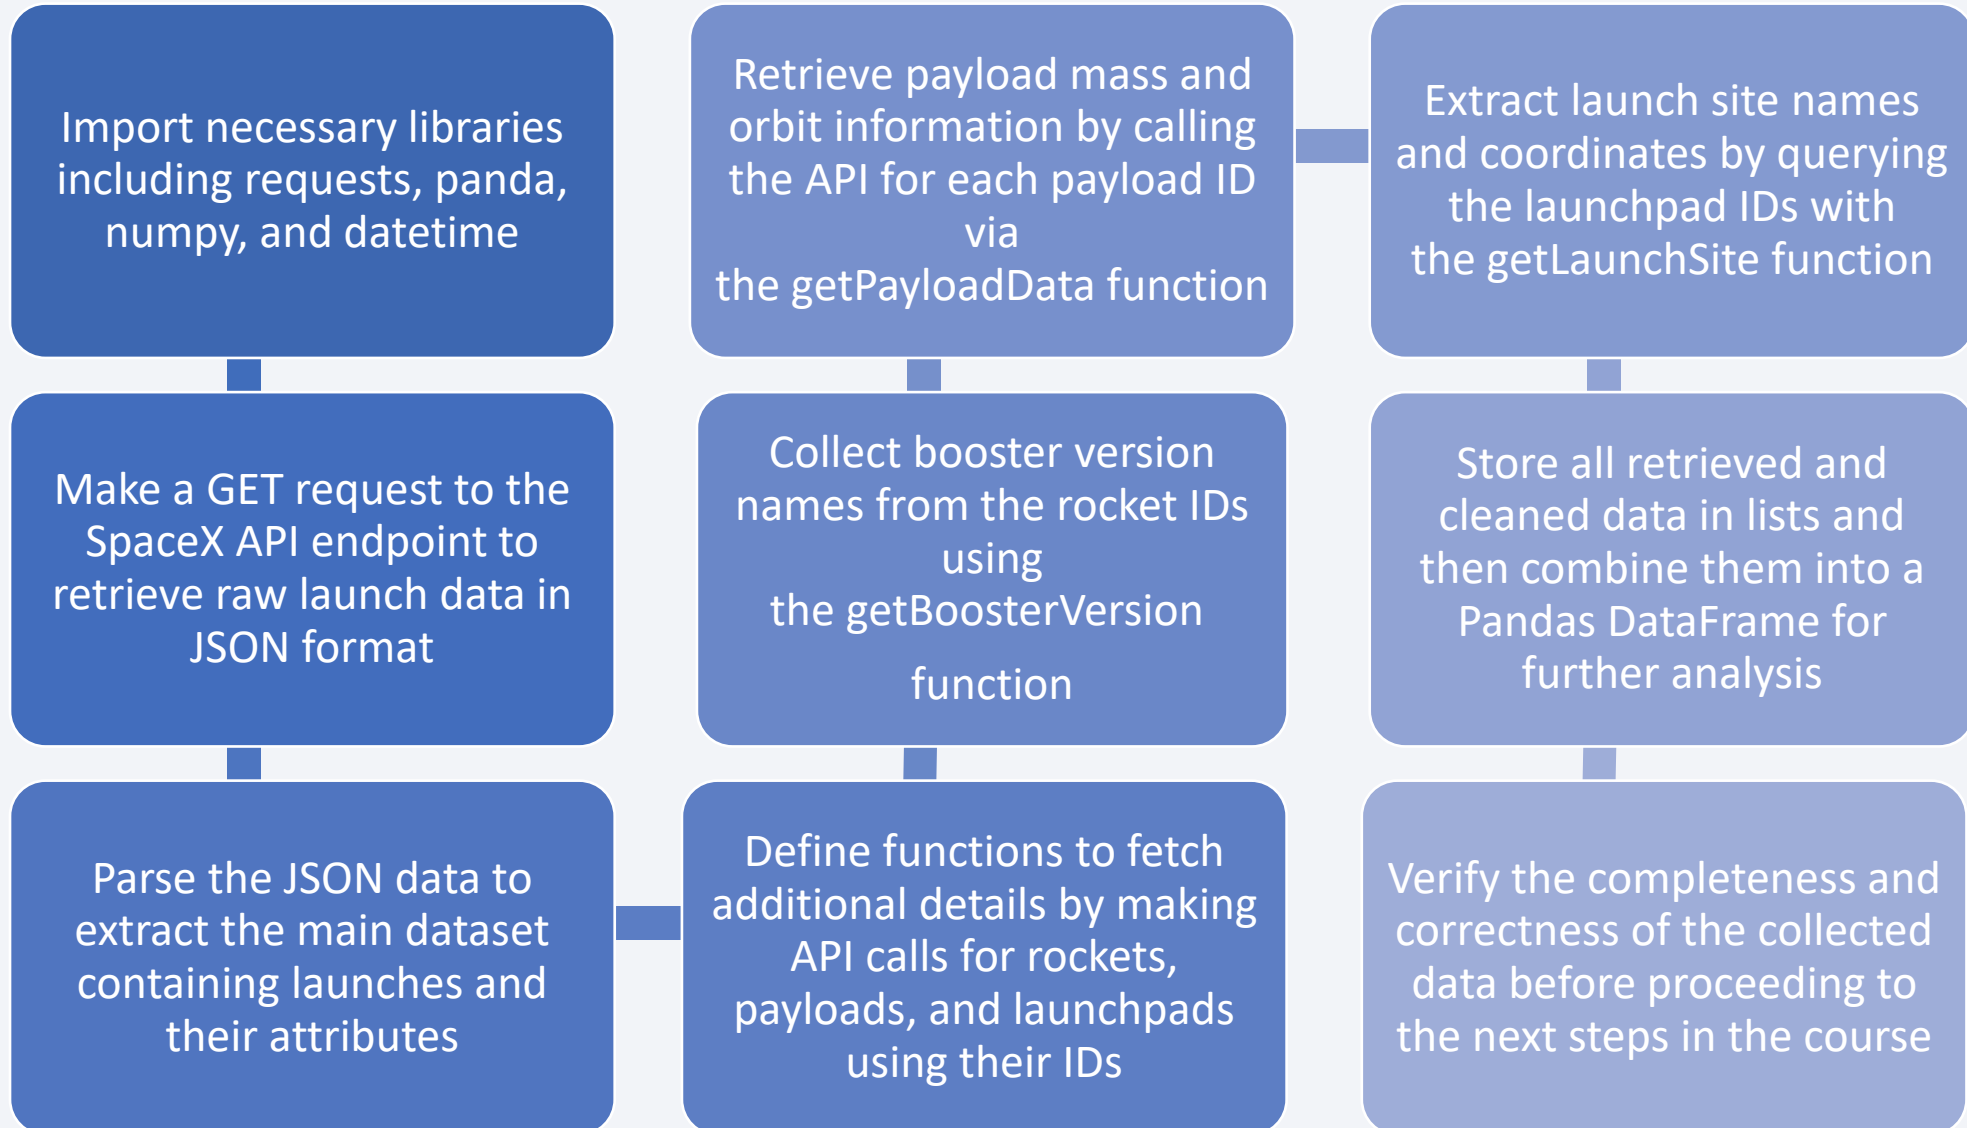 Import necessary libraries
including requests, panda,
numpy, and datetime
Make a GET request to the
SpaceX API endpoint to
retrieve raw launch data in
JSON format
Parse the JSON data to
extract the main dataset
containing launches and
their attributes
Define functions to fetch
additional details by making
API calls for rockets,
payloads, and launchpads
using their IDs
Collect booster version
names from the rocket IDs
using
the getBoosterVersion
function
Retrieve payload mass and
orbit information by calling
the API for each payload ID
via
the getPayloadData function
Extract launch site names
and coordinates by querying
the launchpad IDs with
the getLaunchSite function
Store all retrieved and
cleaned data in lists and
then combine them into a
Pandas DataFrame for
further analysis
Verify the completeness and
correctness of the collected
data before proceeding to
the next steps in the course